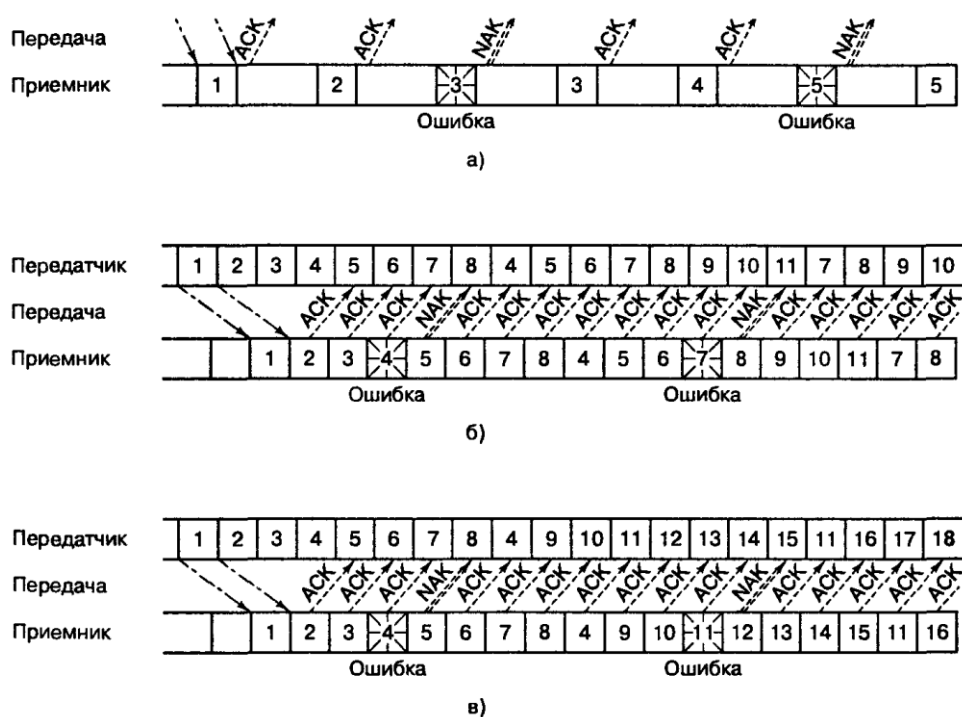 ACK ACK NAK ACK ACK NAK
Передача
Приемник 1 2 3 3 4 5 5
Ошибка Ошибка
а)
Передатчик 1 2 3 4 5 6 7 8 4 5 6 7 8 9 10 11 7 8 9 10
Передача ACK ACK ACK NAK ACK ACK ACK ACK ACK ACK ACK NAK ACK ACK ACK ACK ACK
Приемник 1 2 3 4 5 6 7 8 4 5 6 7 8 9 10 11 7 8
Ошибка Ошибка
б)
Передатчик 1 2 3 4 5 6 7 8 4 9 10 11 12 13 14 15 11 16 17 18
Передача ACK ACK ACK NAK ACK ACK ACK ACK ACK ACK ACK NAK ACK ACK ACK ACK ACK
Приемник 1 2 3 4 5 6 7 8 4 9 10 11 12 13 14 15 11 16
Ошибка Ошибка
в)